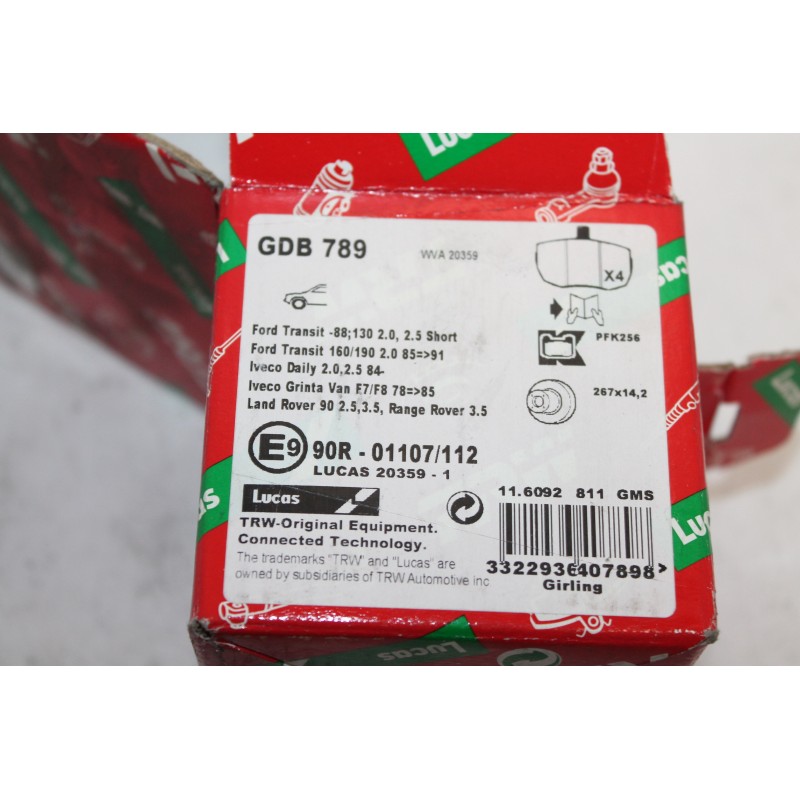 Lucas
GDB 789
WVA 20359
X4
Ford Transit -88;130 2.0, 2.5 Short
Ford Transit 160/190 2.0 85=>91
Iveco Daily 2.0,2.5 84-
Iveco Grinta Van F7/F8 78=>85
Land Rover 90 2.5,3.5, Range Rover 3.5
PFK256
267x14,2
E9 90R - 01107/112
LUCAS 20359 - 1
Lucas
TRW-Original Equipment.
Connected Technology.
The trademarks "TRW" and "Lucas" are
owned by subsidiaries of TRW Automotive inc
11.6092 811 GMS
3322936407898>
Girling
Lucas
Lucas